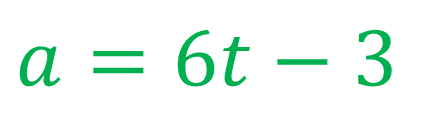 a = 6t − 3